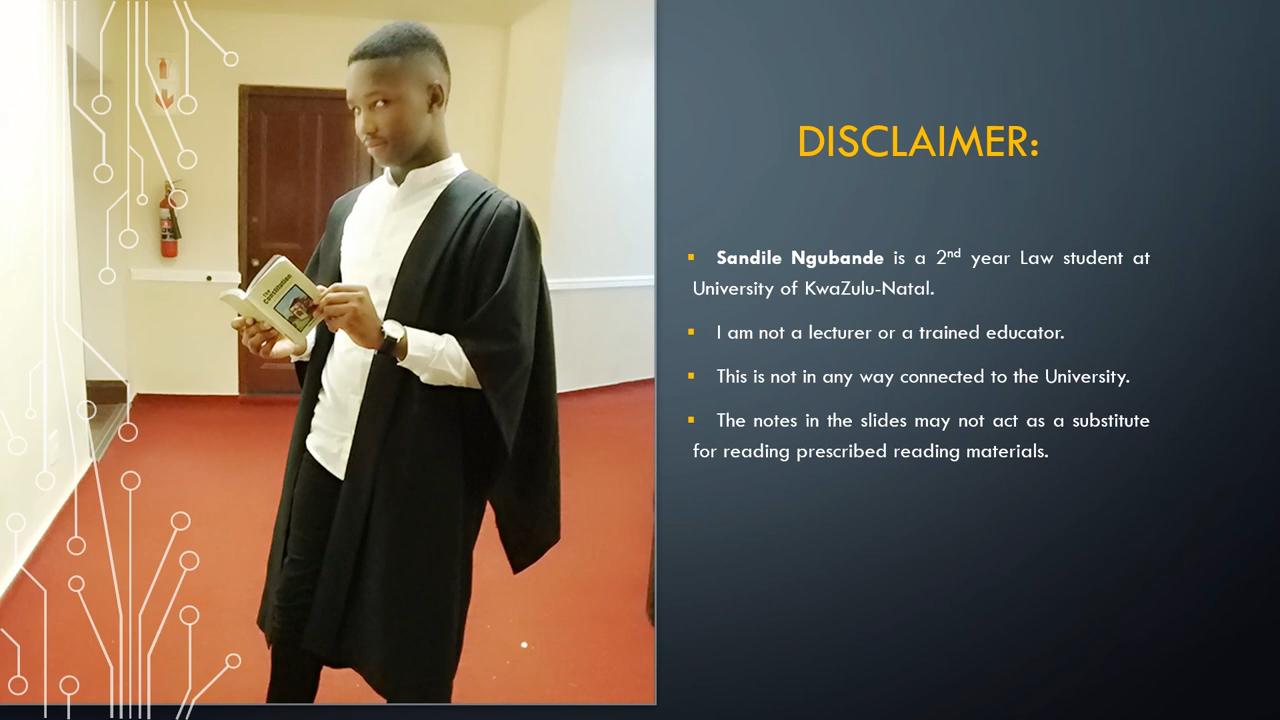 The
Constitution
DISCLAIMER:
Sandile Ngubande is a 2nd year Law student at
University of KwaZulu-Natal.
I am not a lecturer or a trained educator.
This is not in any way connected to the University.
The notes in the slides may not act as a substitute
for reading prescribed reading materials.